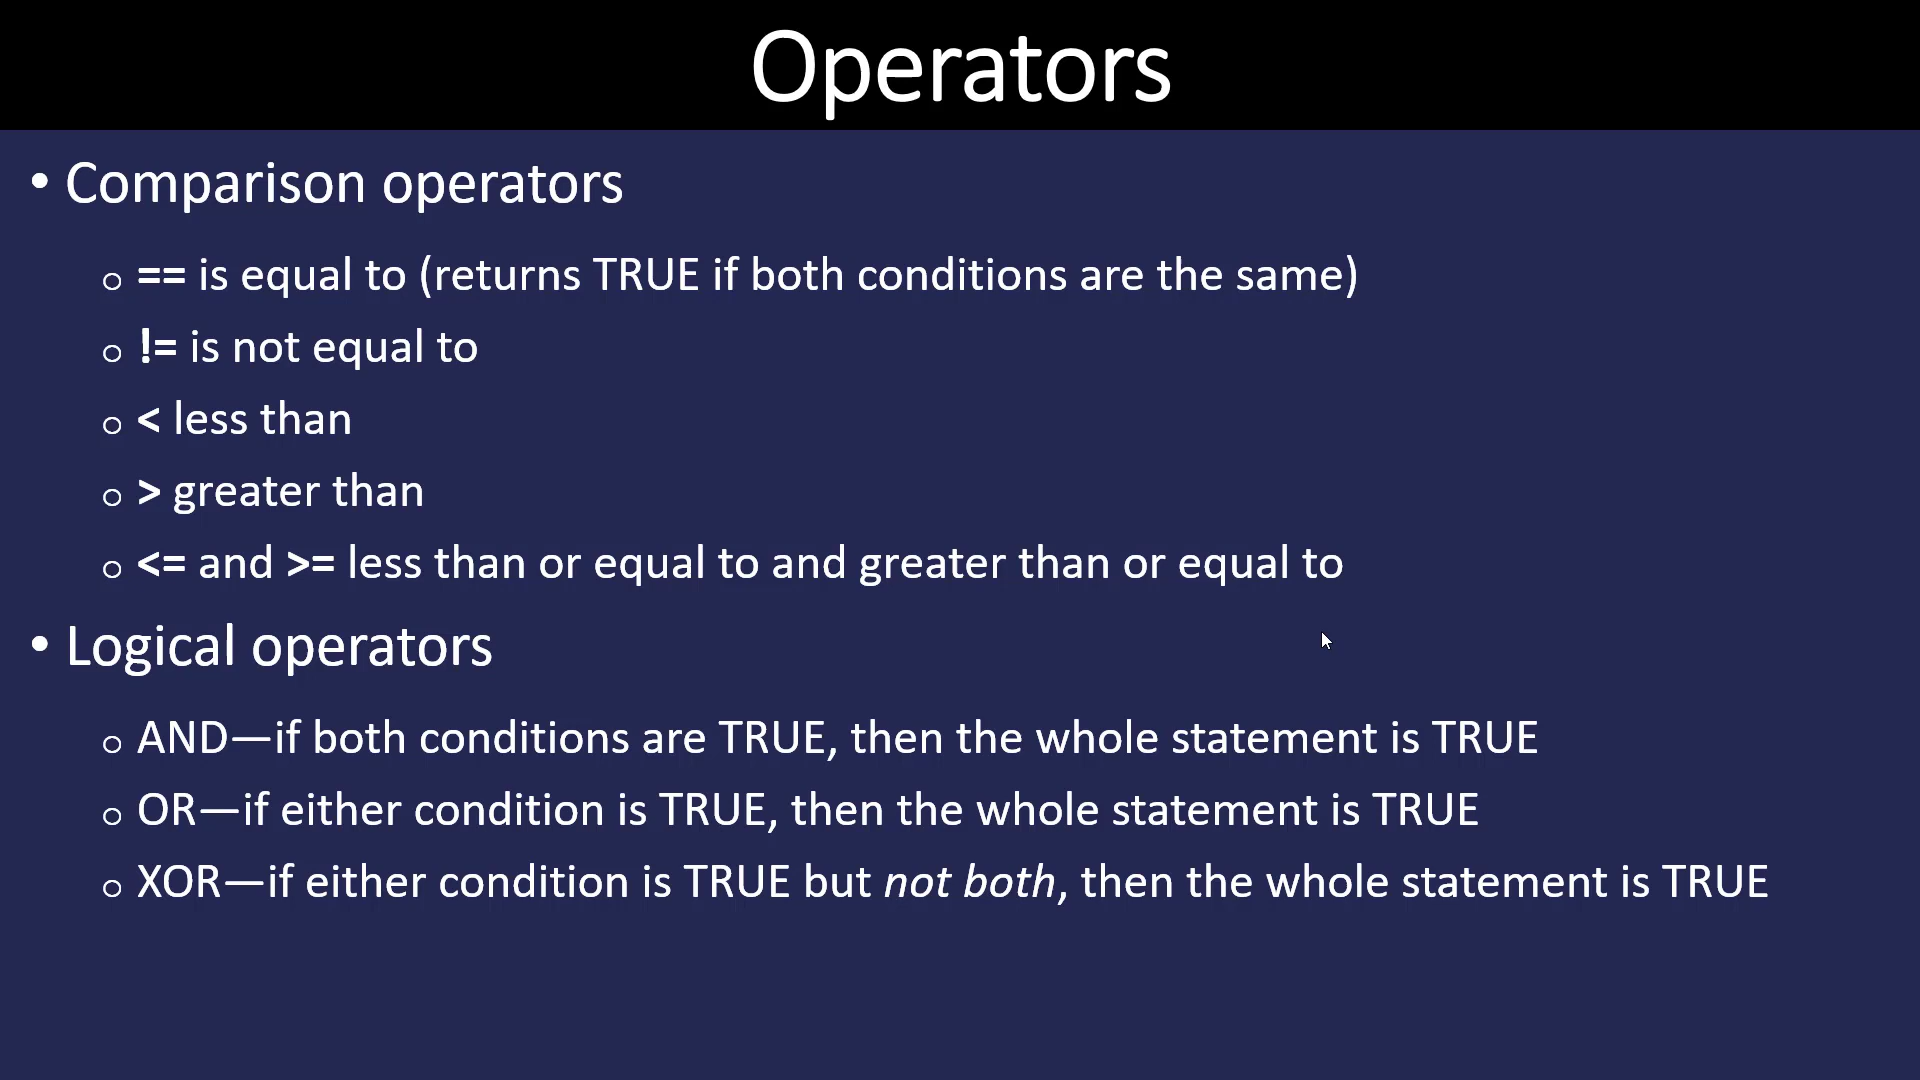 Operators
• Comparison operators
○ == is equal to (returns TRUE if both conditions are the same)
○ != is not equal to
○ < less than
○ > greater than
○ <= and >= less than or equal to and greater than or equal to
• Logical operators
○ AND—if both conditions are TRUE, then the whole statement is TRUE
○ OR—if either condition is TRUE, then the whole statement is TRUE
○ XOR—if either condition is TRUE but not both, then the whole statement is TRUE